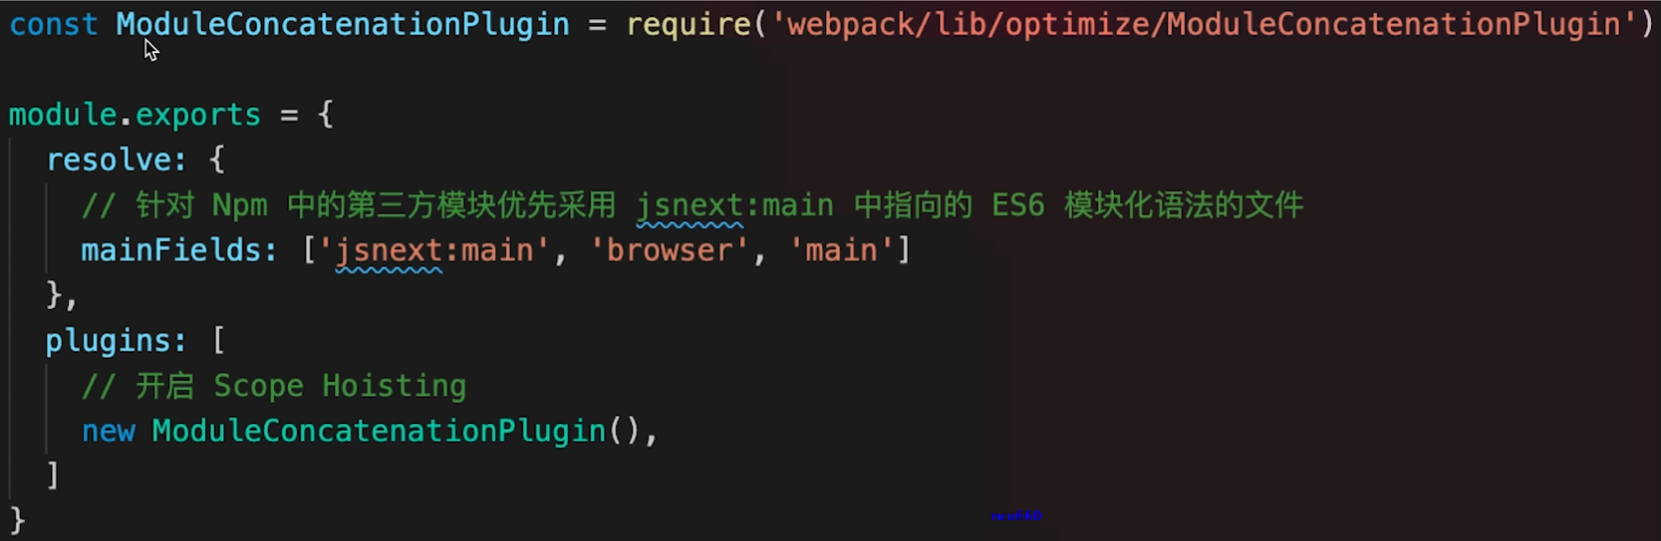 const ModuleConcatenationPlugin = require('webpack/lib/optimize/ModuleConcatenationPlugin')
module.exports = {
resolve: {
// 针对 Npm 中的第三方模块优先采用 jsnext:main 中指向的 ES6 模块化语法的文件
mainFields: ['jsnext:main', 'browser', 'main']
},
plugins: [
// 开启 Scope Hoisting
new ModuleConcatenationPlugin(),
]
}